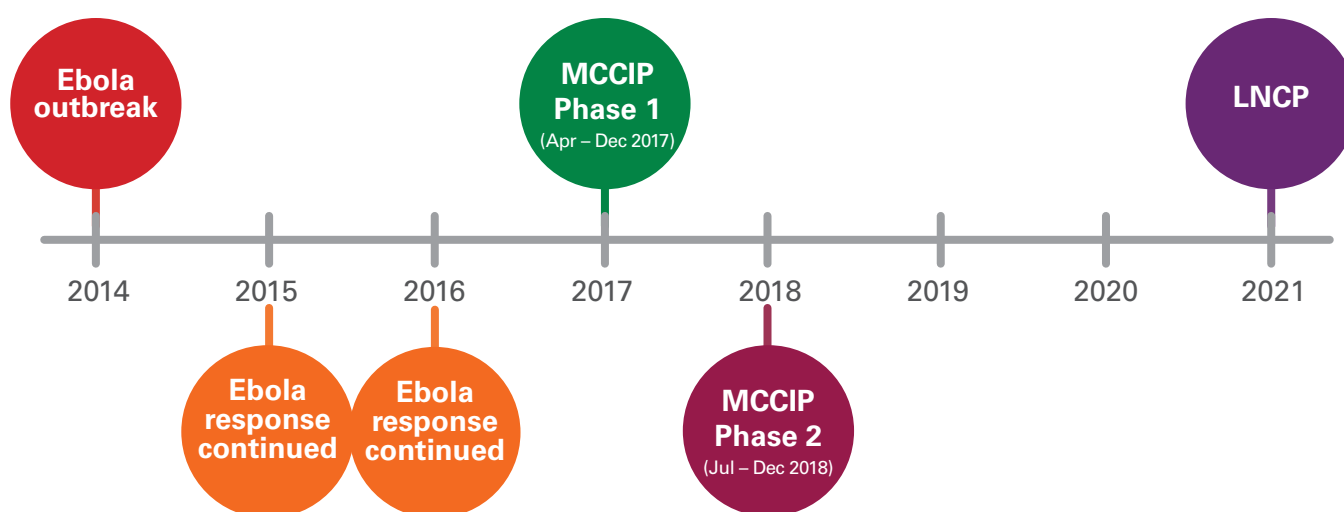 Ebola
outbreak
MCCIP
Phase 1
(Apr – Dec 2017)
LNCP
2014
2015
2016
2017
2018
2019
2020
2021
Ebola
response
continued
Ebola
response
continued
MCCIP
Phase 2
(Jul – Dec 2018)